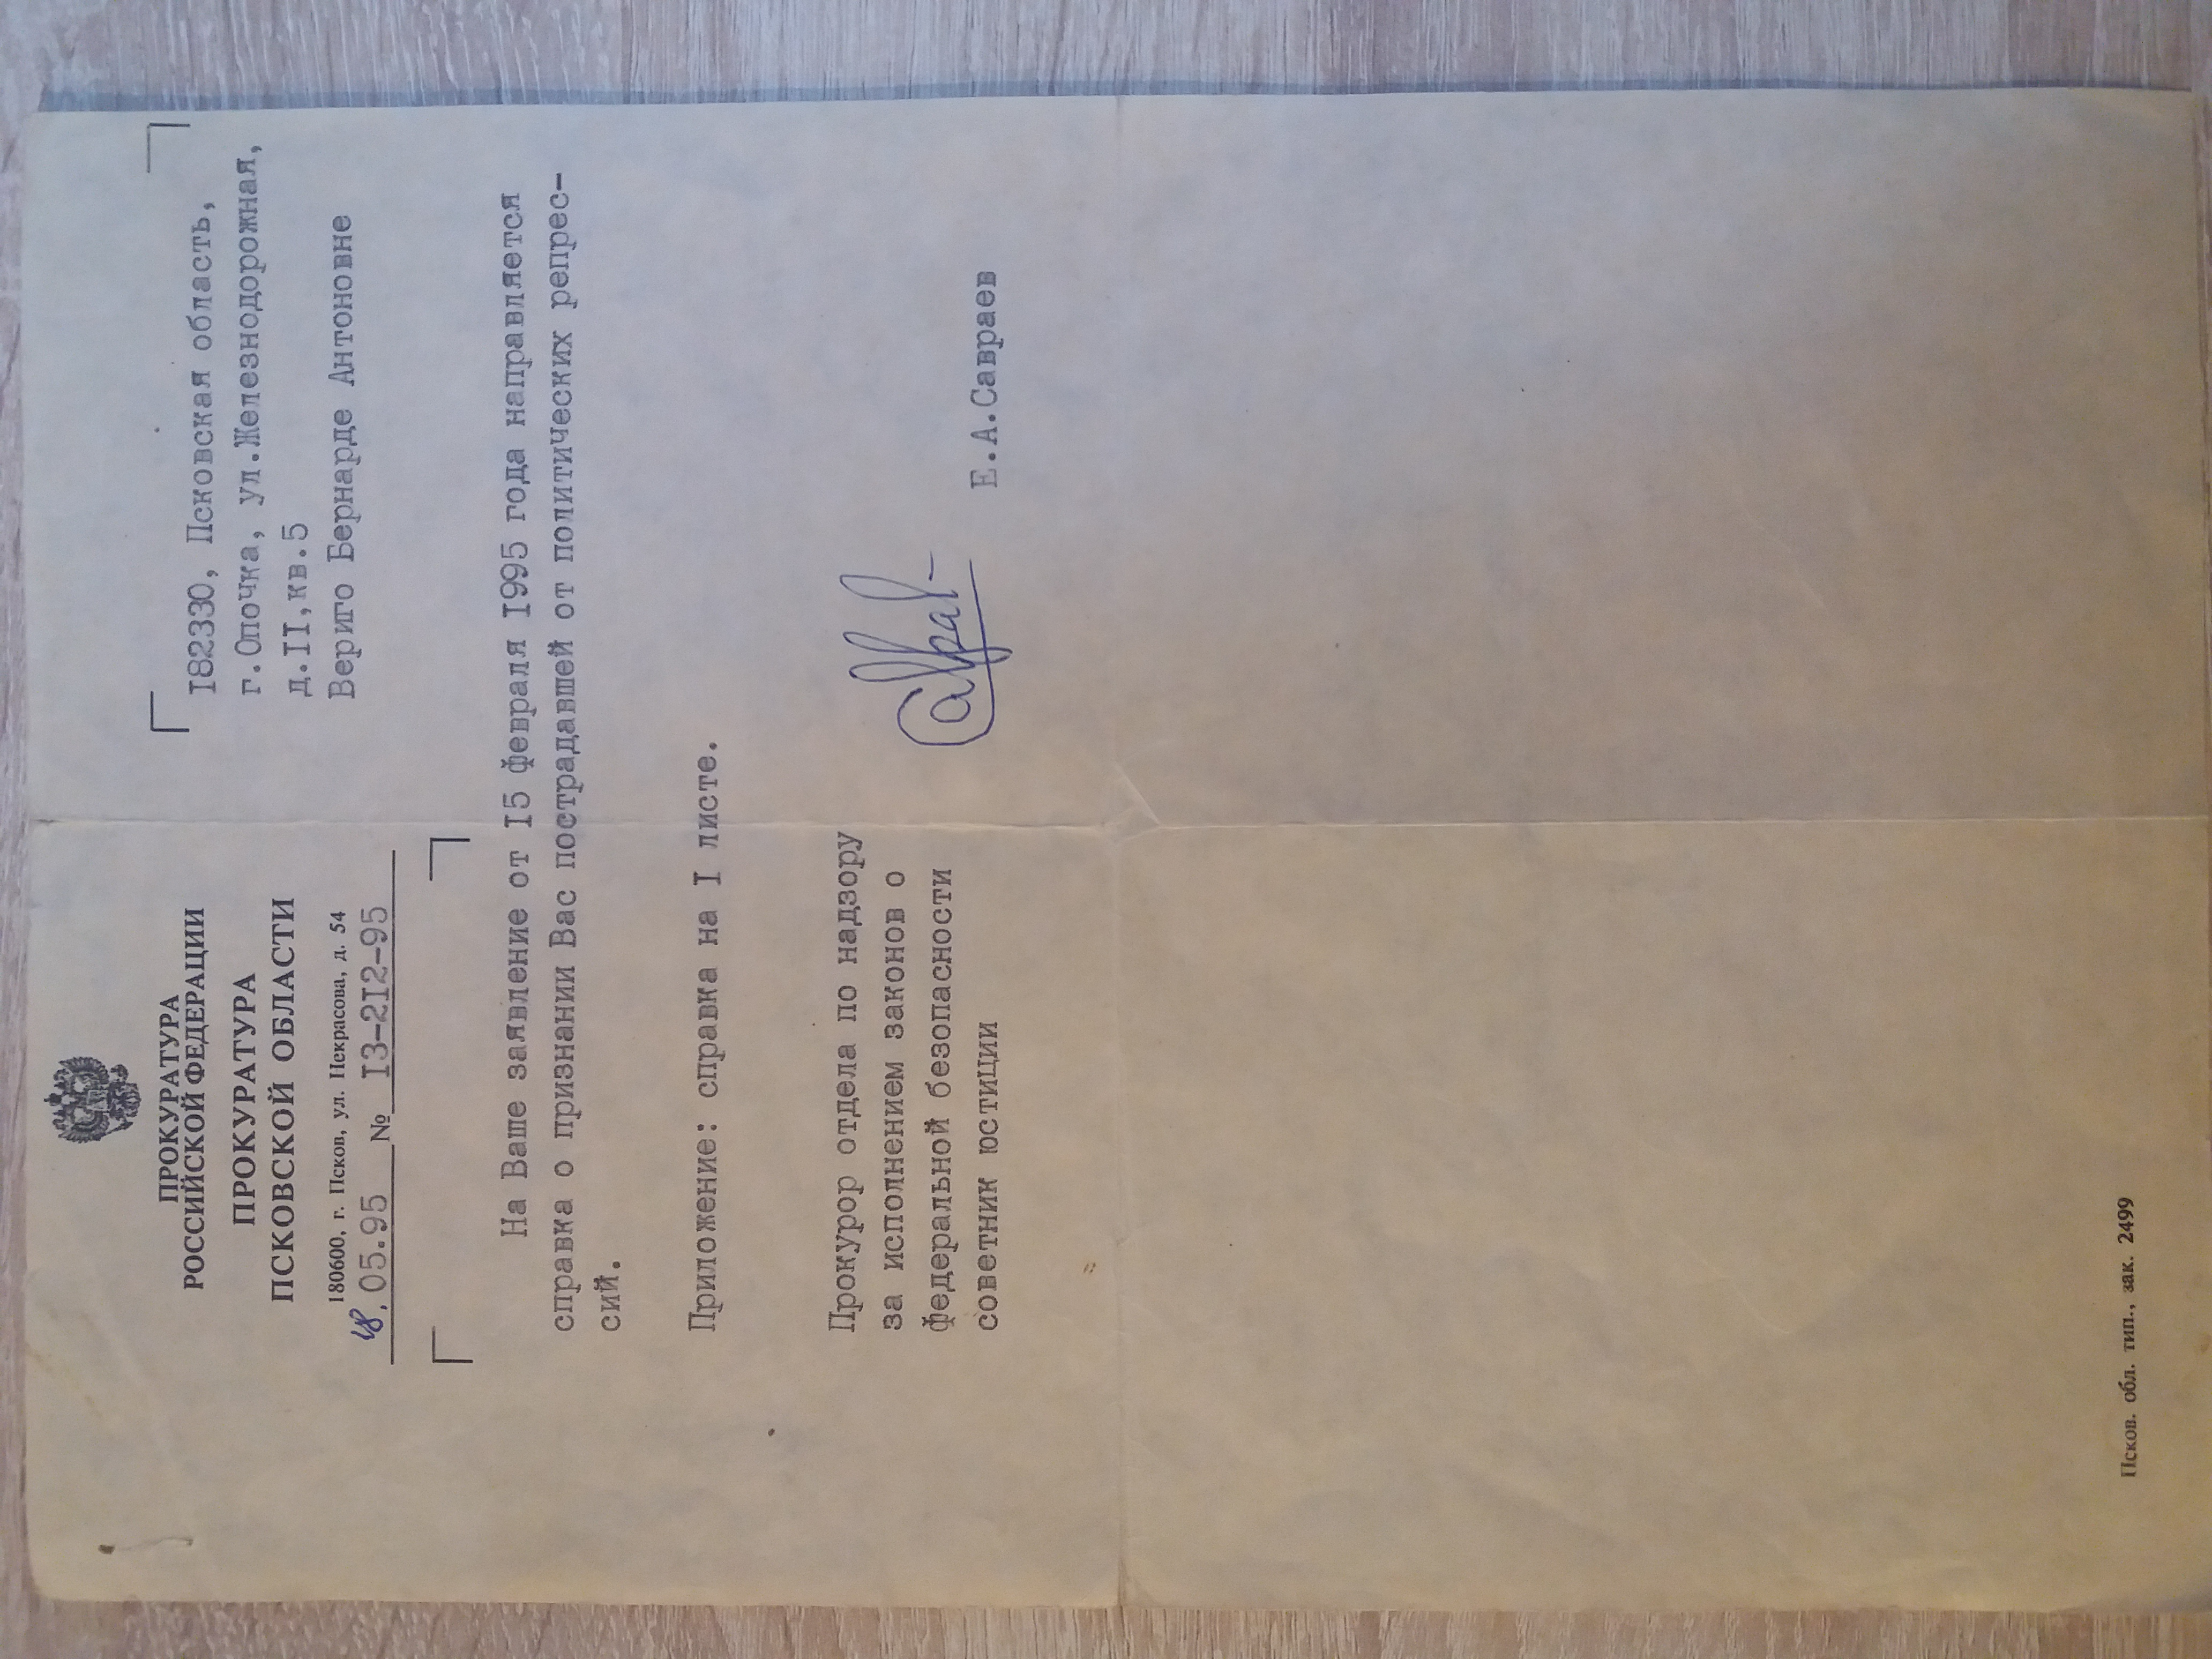 ПРОКУРАТУРА
РОССИЙСКОЙ ФЕДЕРАЦИИ
ПРОКУРАТУРА
ПСКОВСКОЙ ОБЛАСТИ
180600, г. Псков, ул. Некрасова, д. 54
18.05.95 № I3-2I2-95
I82330, Псковская область,
г.Опочка, ул.Железнодорожная,
д.II,кв.5
Вериго Бернарде Антоновне
На Ваше заявление от I5 февраля I995 года направляется
справка о признании Вас пострадавшей от политических репрес-
сий.
Приложение: справка на I листе.
Прокурор отдела по надзору
за исполнением законов о
федеральной безопасности
советник юстиции
Е.А.Савраев
Псков. обл. тип., зак. 2499